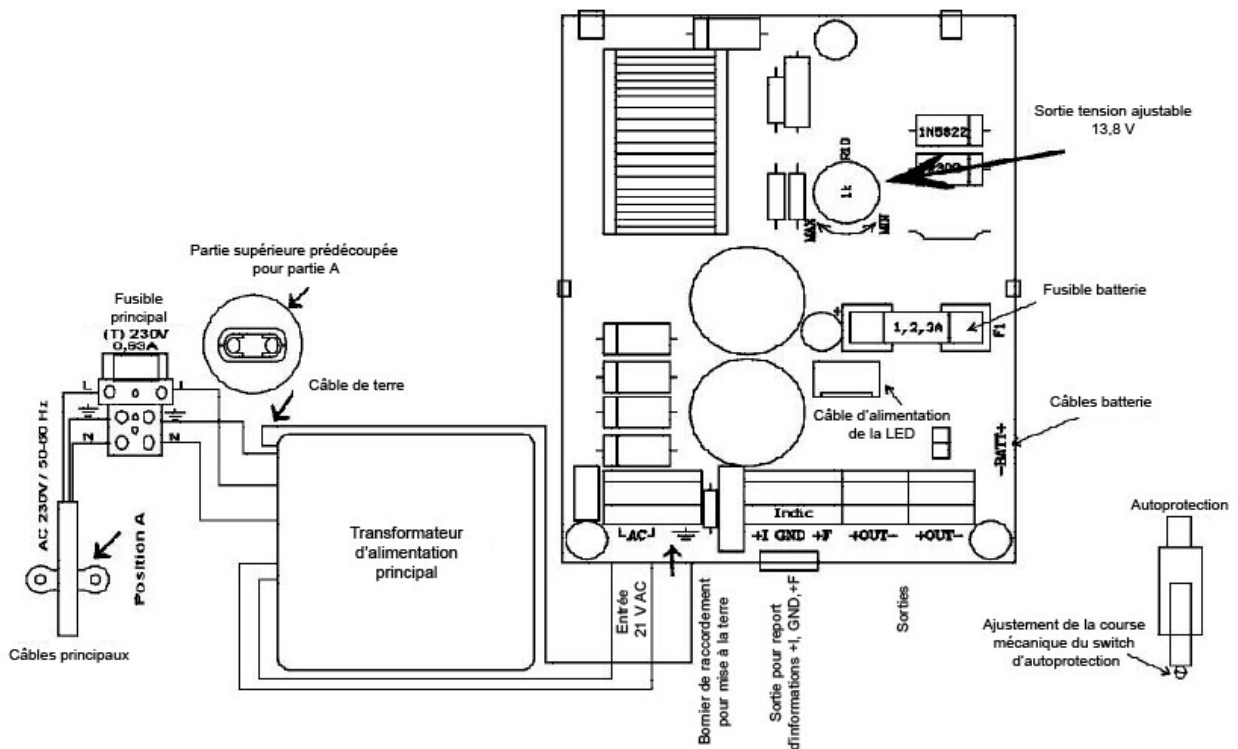 Sortie tension ajustable
13,8 V
1N5822
R10
1k
MAX
MIN
Partie supérieure prédécoupée
pour partie A
Fusible
principal
(T) 230V
0,63A
Fusible batterie
1,2,3A
F1
Câble de terre
L
L
N
N
AC 230V / 50-60 Hz
Position A
Câbles principaux
Transformateur
d'alimentation
principal
Câble d'alimentation
de la LED
Câbles batterie
-BATT+
Indic
AC
+I GND +F
+OUT-
+OUT-
Entrée
21 V AC
Bornier de raccordement
pour mise à la terre
Sortie pour report
d'informations +I, GND,+F
Sorties
Autoprotection
Ajustement de la course
mécanique du switch
d'autoprotection